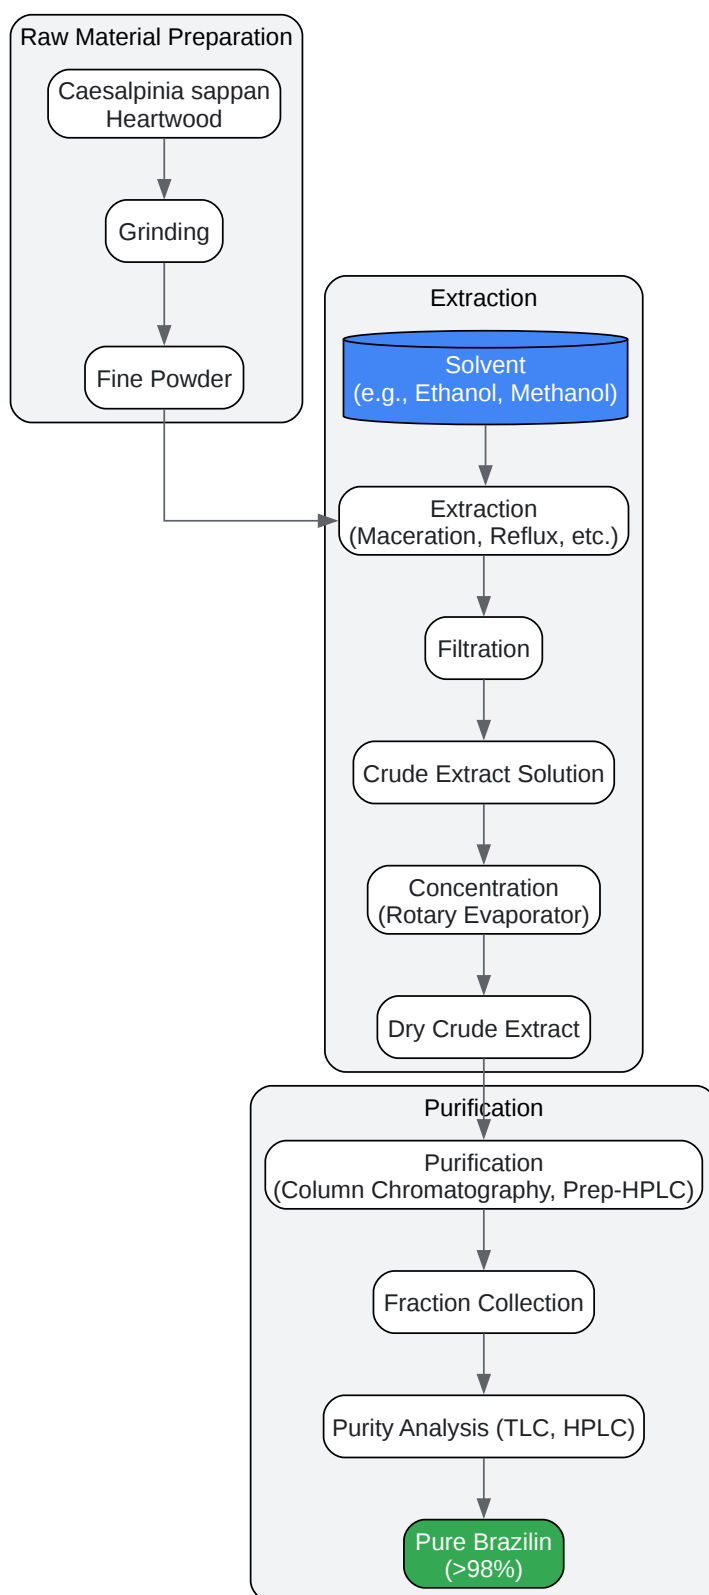 Raw Material Preparation
Caesalpinia sappan
Heartwood
Grinding
Fine Powder
Extraction
Solvent
(e.g., Ethanol, Methanol)
Extraction
(Maceration, Reflux, etc.)
Filtration
Crude Extract Solution
Concentration
(Rotary Evaporator)
Dry Crude Extract
Purification
Purification
(Column Chromatography, Prep-HPLC)
Fraction Collection
Purity Analysis (TLC, HPLC)
Pure Brazilin
(>98%)